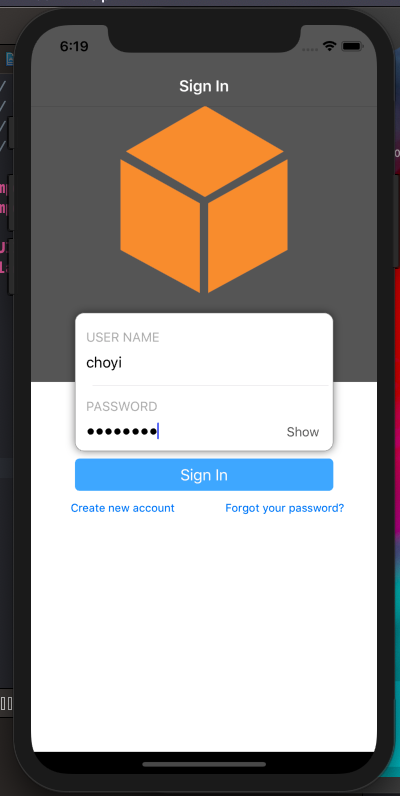 6:19
Sign In
USER NAME
choyi
PASSWORD
●●●●●●●● Show
Sign In
Create new account Forgot your password?